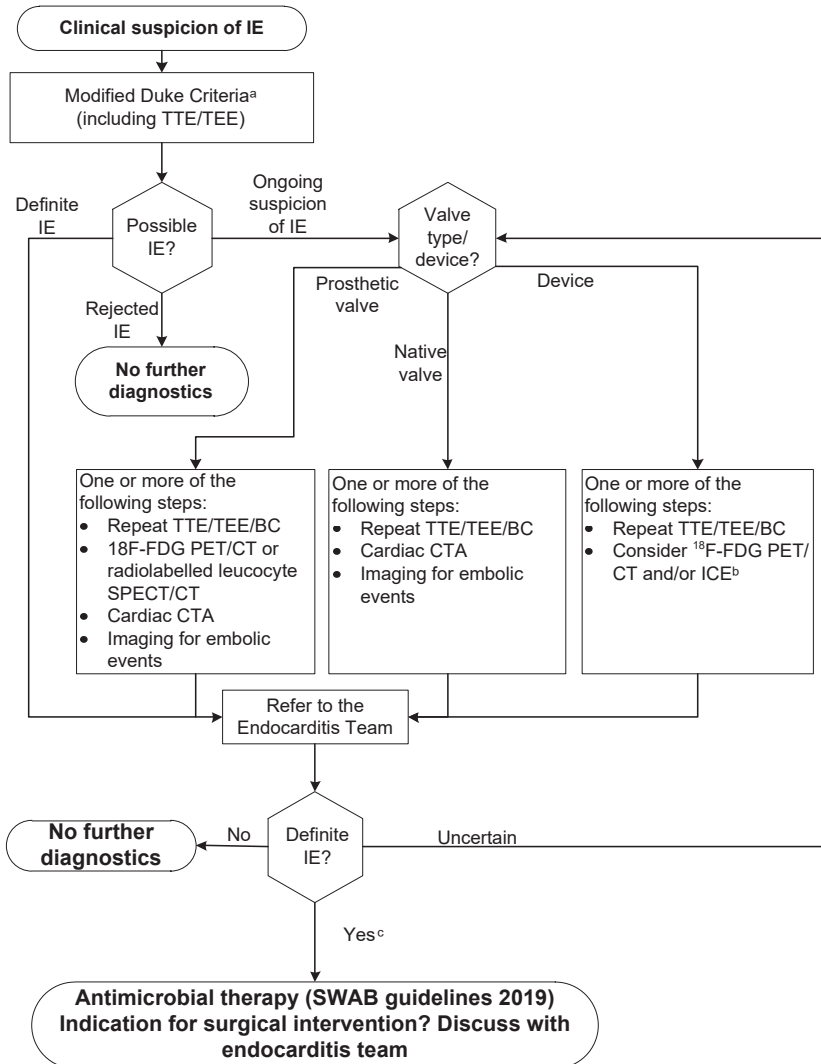 Clinical suspicion of IE
Modified Duke Criteriaᵃ
(including TTE/TEE)
Definite
IE
Possible
IE?
Ongoing
suspicion
of IE
Valve
type/
device?
Rejected
IE
No further
diagnostics
Prosthetic
valve
Native
valve
Device
One or more of the
following steps:
● Repeat TTE/TEE/BC
● 18F-FDG PET/CT or
radiolabelled leucocyte
SPECT/CT
● Cardiac CTA
● Imaging for embolic
events
One or more of the
following steps:
● Repeat TTE/TEE/BC
● Cardiac CTA
● Imaging for embolic
events
One or more of the
following steps:
● Repeat TTE/TEE/BC
● Consider ¹⁸F-FDG PET/
CT and/or ICEᵇ
Refer to the
Endocarditis Team
No further
diagnostics
No
Definite
IE?
Uncertain
Yesᶜ
Antimicrobial therapy (SWAB guidelines 2019)
Indication for surgical intervention? Discuss with
endocarditis team